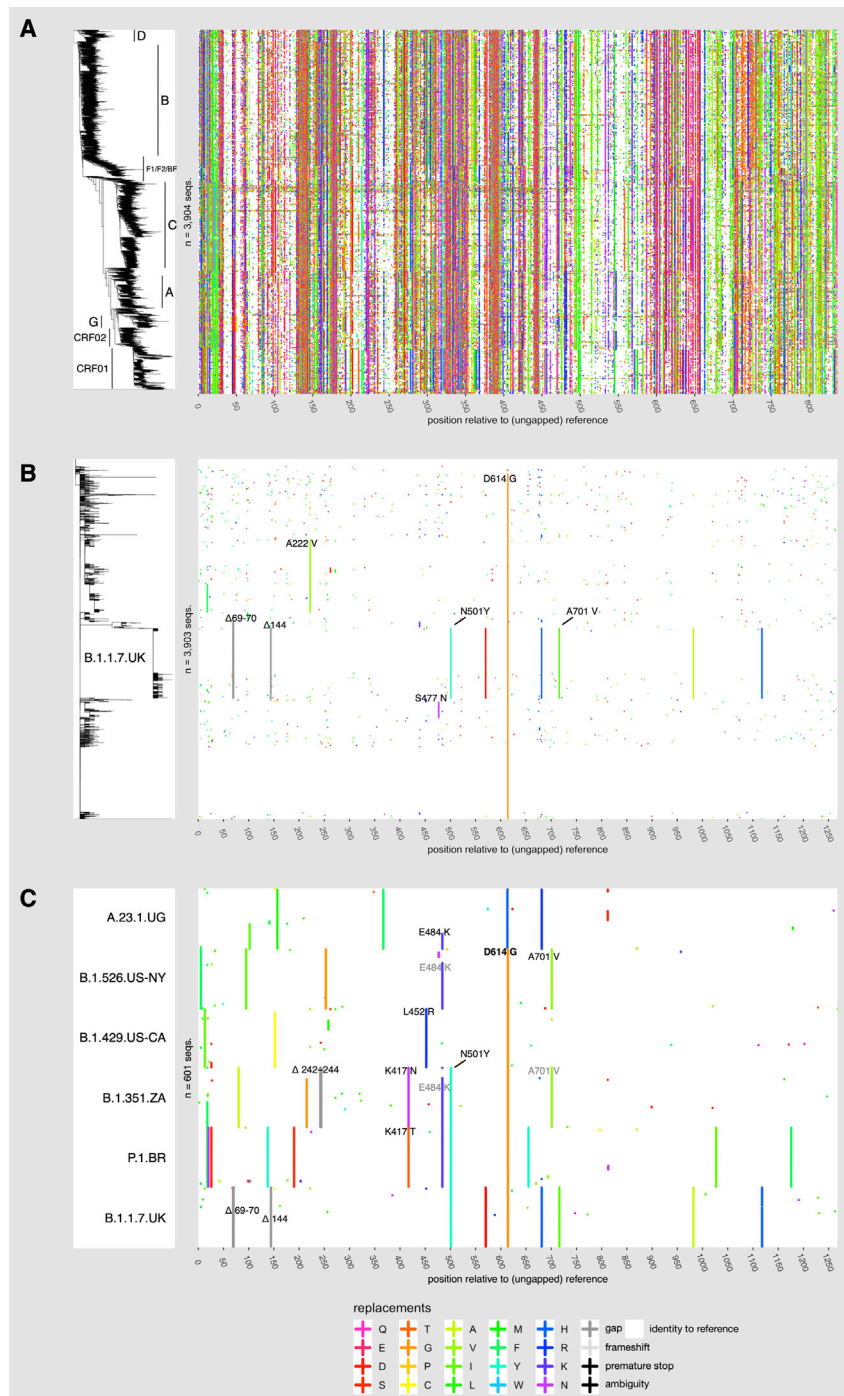 A
D
B
F1/F2/BF
C
A
G
CRF02
CRF01
n = 3,904 seqs.
0 50 100 150 200 250 300 350 400 450 500 550 600 650 700 750 800
position relative to (ungapped) reference
B
D614 G
A222 V
Δ69-70
Δ144
N501Y
A701 V
B.1.1.7.UK
S477 N
n = 3,903 seqs.
0 50 100 150 200 250 300 350 400 450 500 550 600 650 700 750 800 850 900 950 1000 1050 1100 1150 1200 1250
position relative to (ungapped) reference
C
A.23.1.UG
E484 K
D614 G
A701 V
B.1.526.US-NY
E484 K
L452 R
B.1.429.US-CA
N501Y
Δ 242-244
K417 N
A701 V
E484 K
B.1.351.ZA
K417 T
P.1.BR
Δ 69-70
Δ 144
B.1.1.7.UK
n = 601 seqs.
0 50 100 150 200 250 300 350 400 450 500 550 600 650 700 750 800 850 900 950 1000 1050 1100 1150 1200 1250
position relative to (ungapped) reference
replacements
Q T A M H gap identity to reference
E G V F R frameshift
D P I Y K premature stop
S C L W N ambiguity